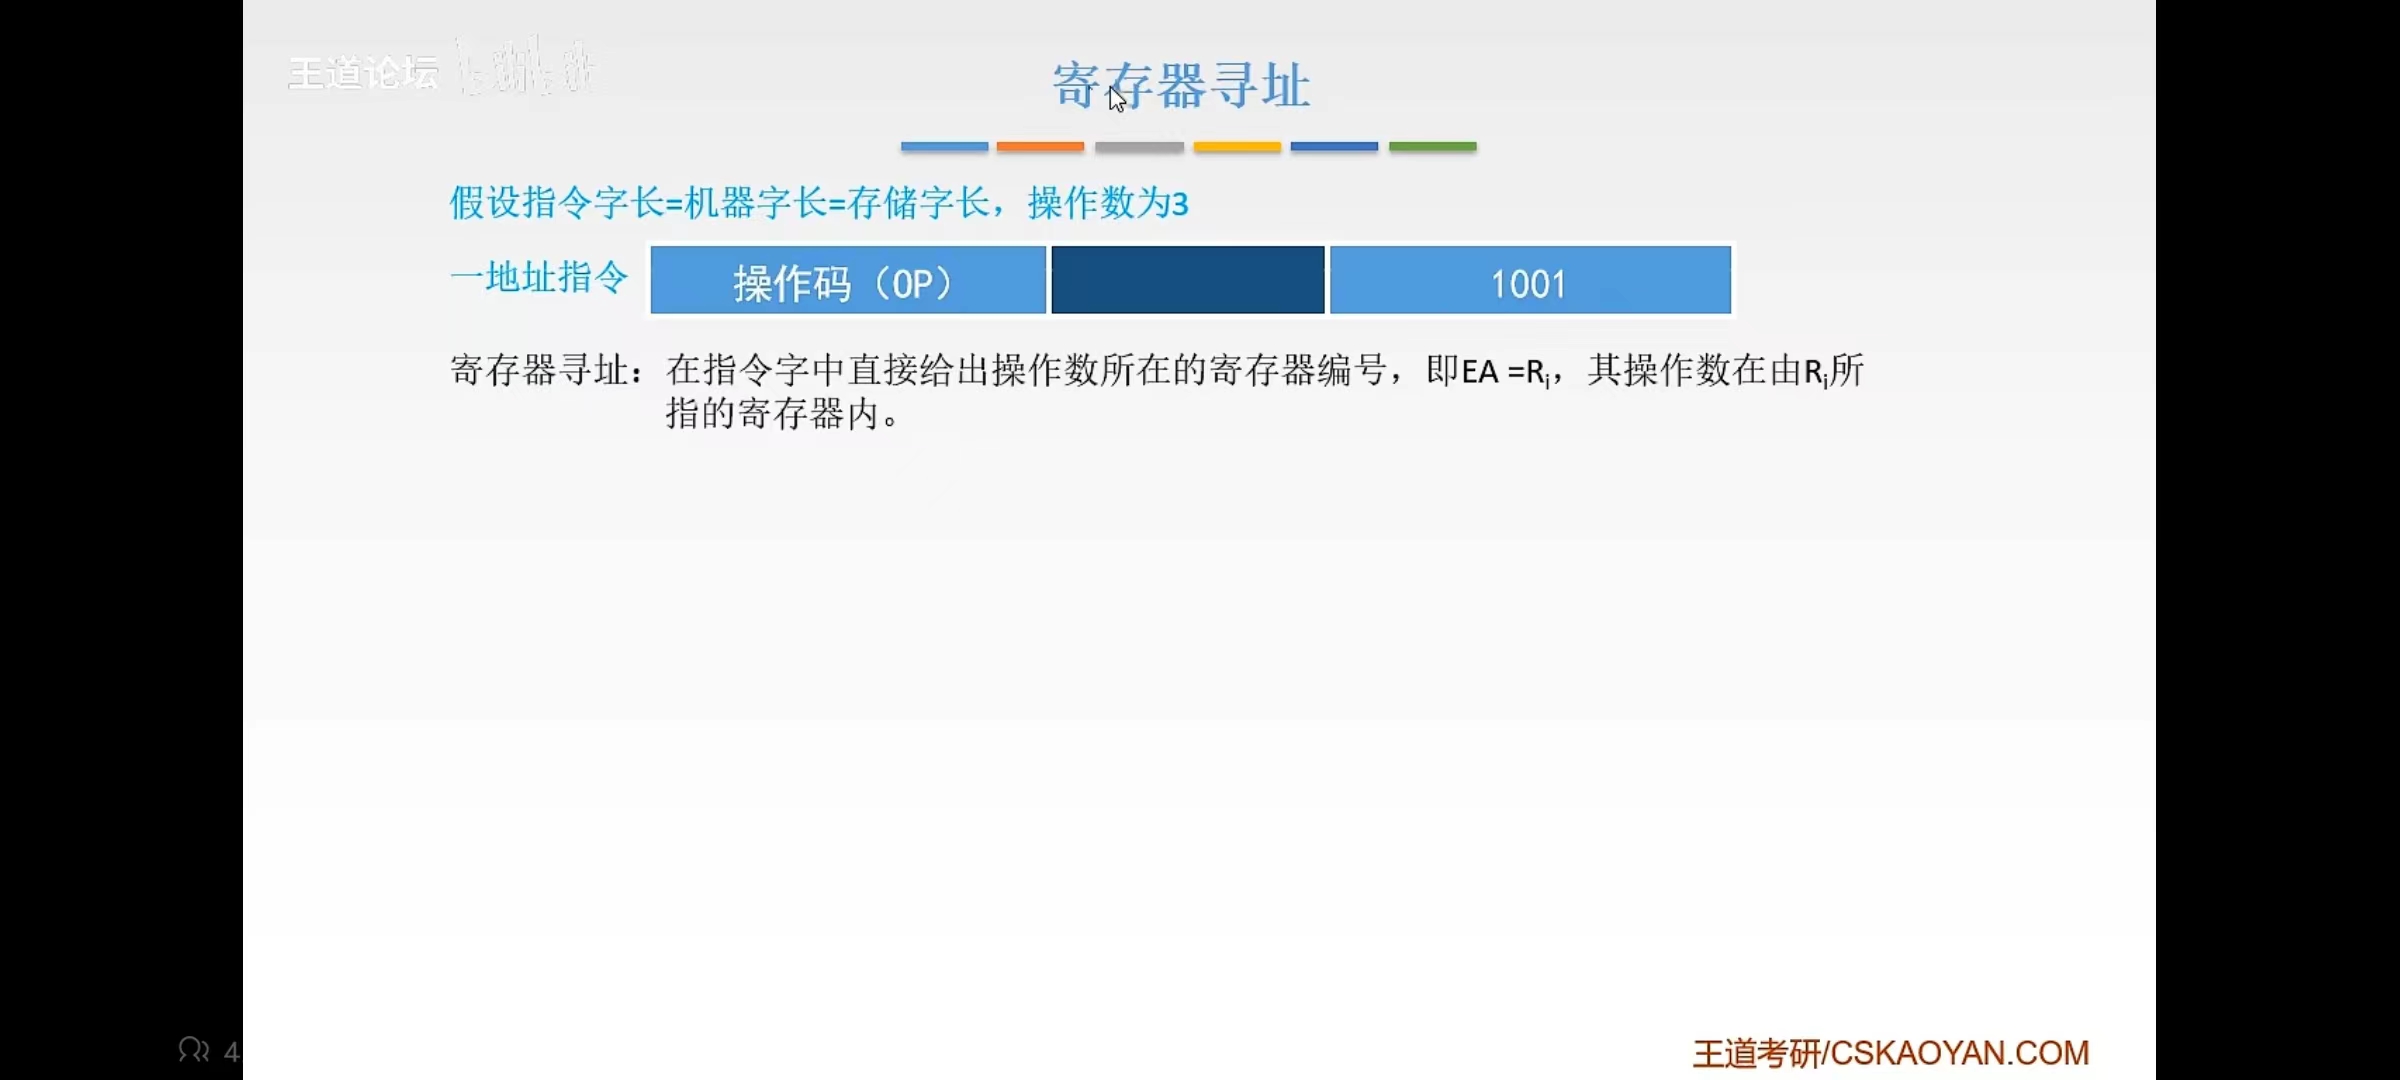 王道论坛
寄存器寻址
假设指令字长=机器字长=存储字长，操作数为3
一地址指令 操作码（OP） 1001
寄存器寻址：在指令字中直接给出操作数所在的寄存器编号，即EA =Ri，其操作数在由Ri所
指的寄存器内。
4
王道考研/CSKAOYAN.COM